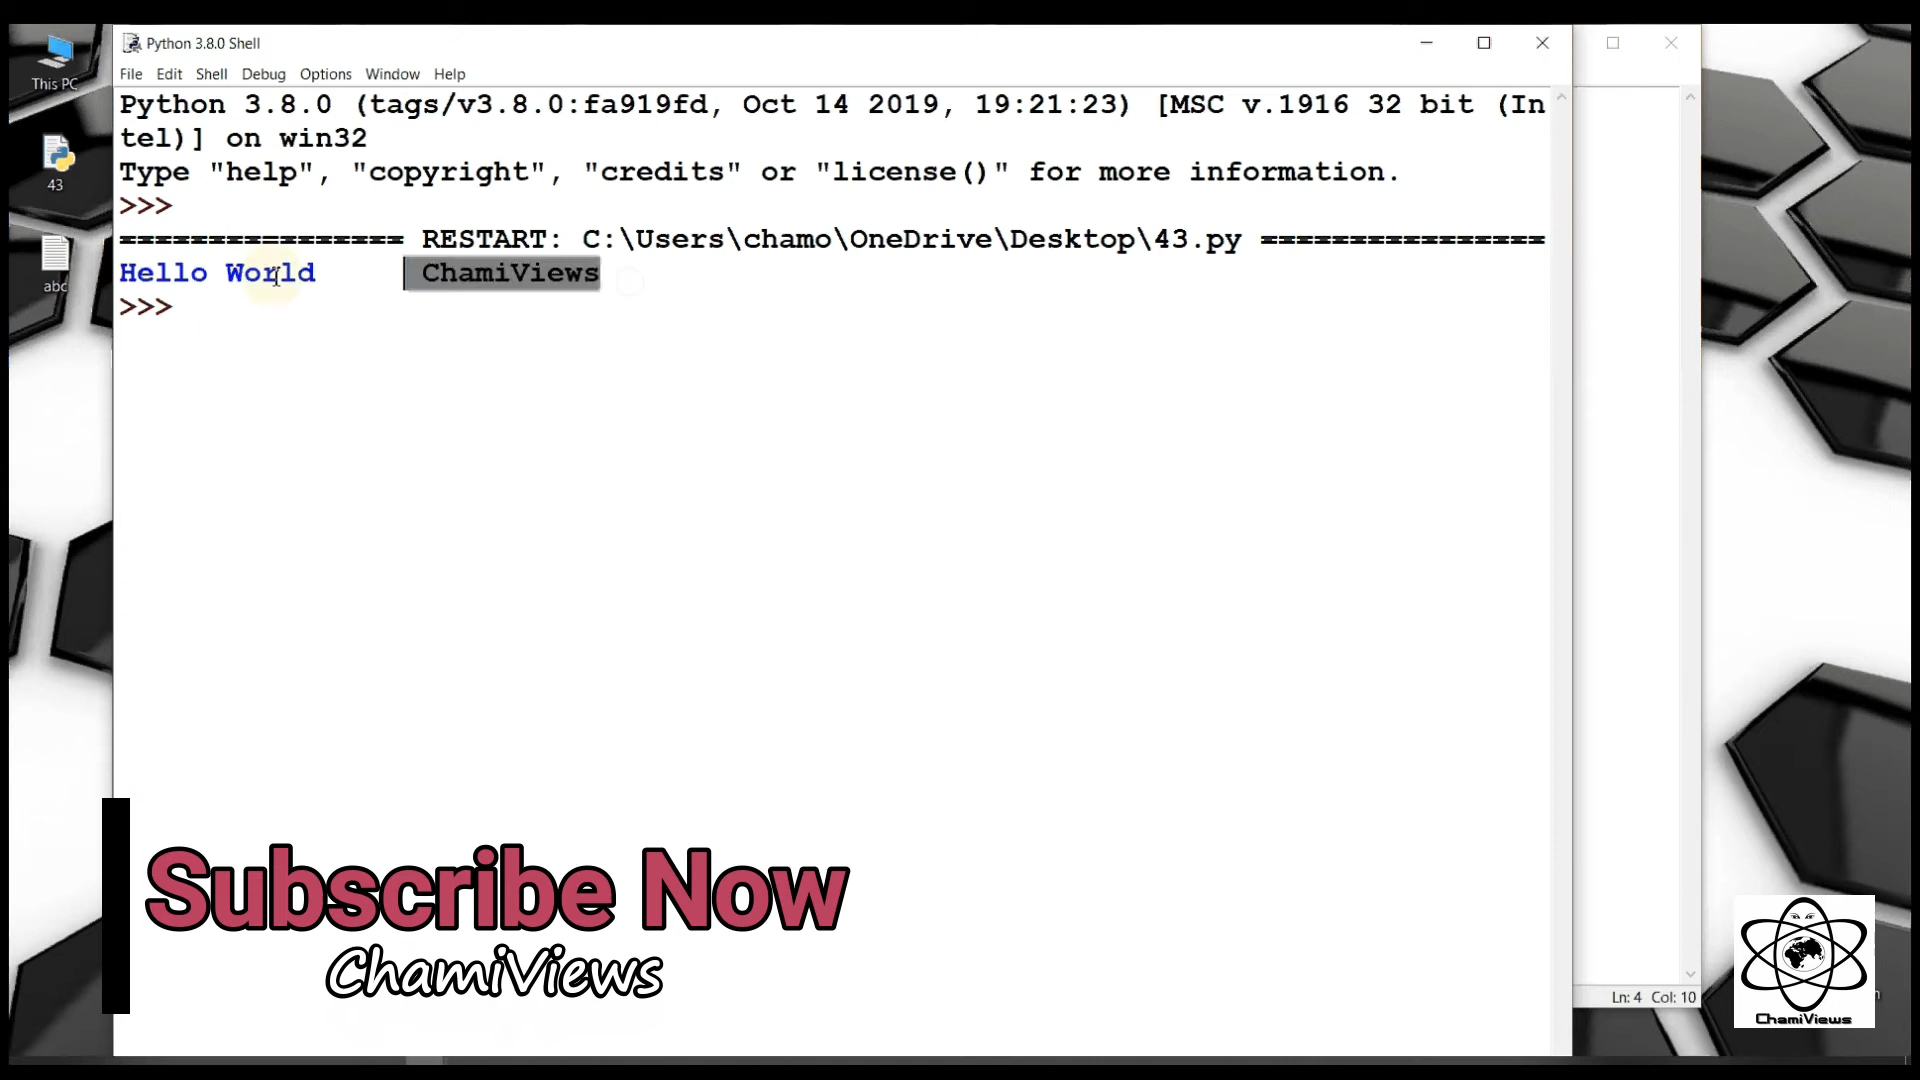 This PC
43
abc
Python 3.8.0 Shell
File Edit Shell Debug Options Window Help
Python 3.8.0 (tags/v3.8.0:fa919fd, Oct 14 2019, 19:21:23) [MSC v.1916 32 bit (In
tel)] on win32
Type "help", "copyright", "credits" or "license()" for more information.
>>>
================ RESTART: C:\Users\chamo\OneDrive\Desktop\43.py ================
Hello World      ChamiViews
>>>
Subscribe Now
ChamiViews
Ln: 4 Col: 10
ChamiViews